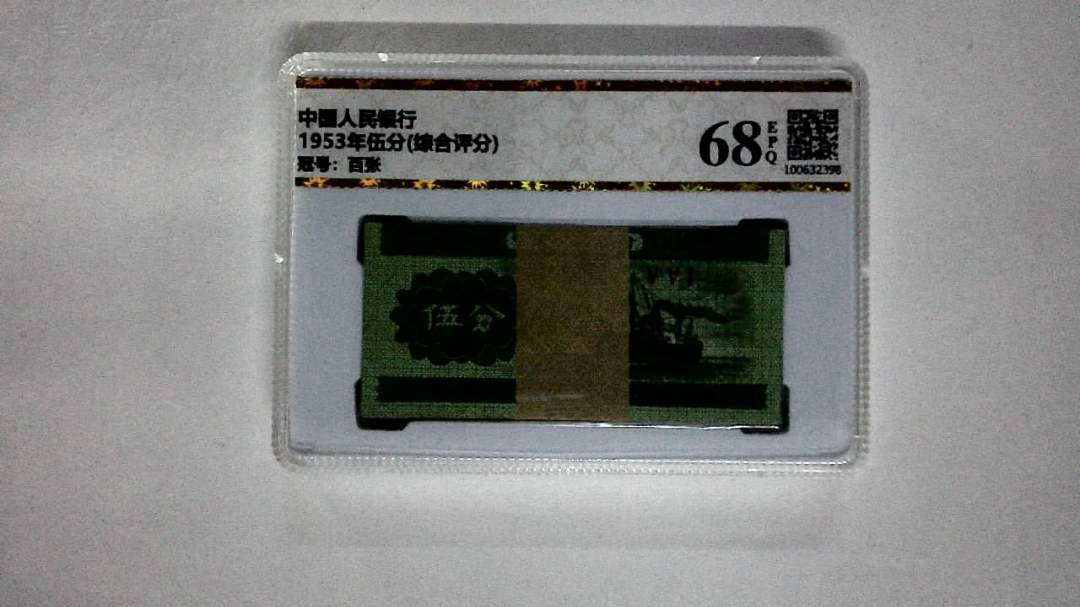 中国人民银行
1953年伍分(综合评分)
冠号：百张
68
EPQ
100632398
伍分